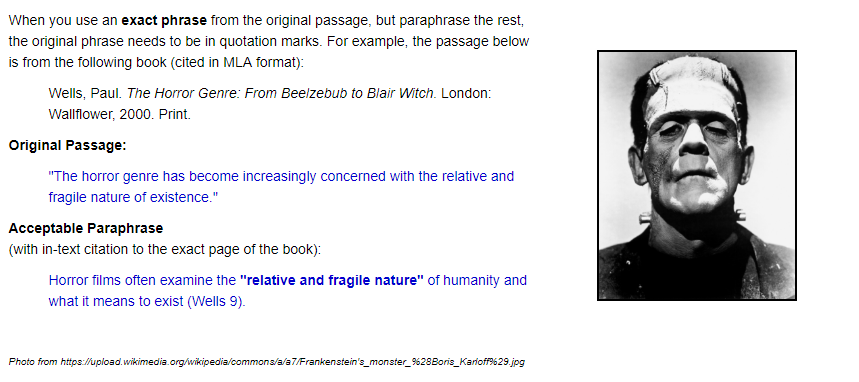 When you use an exact phrase from the original passage, but paraphrase the rest,
the original phrase needs to be in quotation marks. For example, the passage below
is from the following book (cited in MLA format):
Wells, Paul. The Horror Genre: From Beelzebub to Blair Witch. London:
Wallflower, 2000. Print.
Original Passage:
"The horror genre has become increasingly concerned with the relative and
fragile nature of existence."
Acceptable Paraphrase
(with in-text citation to the exact page of the book):
Horror films often examine the "relative and fragile nature" of humanity and
what it means to exist (Wells 9).
Photo from https://upload.wikimedia.org/wikipedia/commons/a/a7/Frankenstein's_monster_%28Boris_Karloff%29.jpg